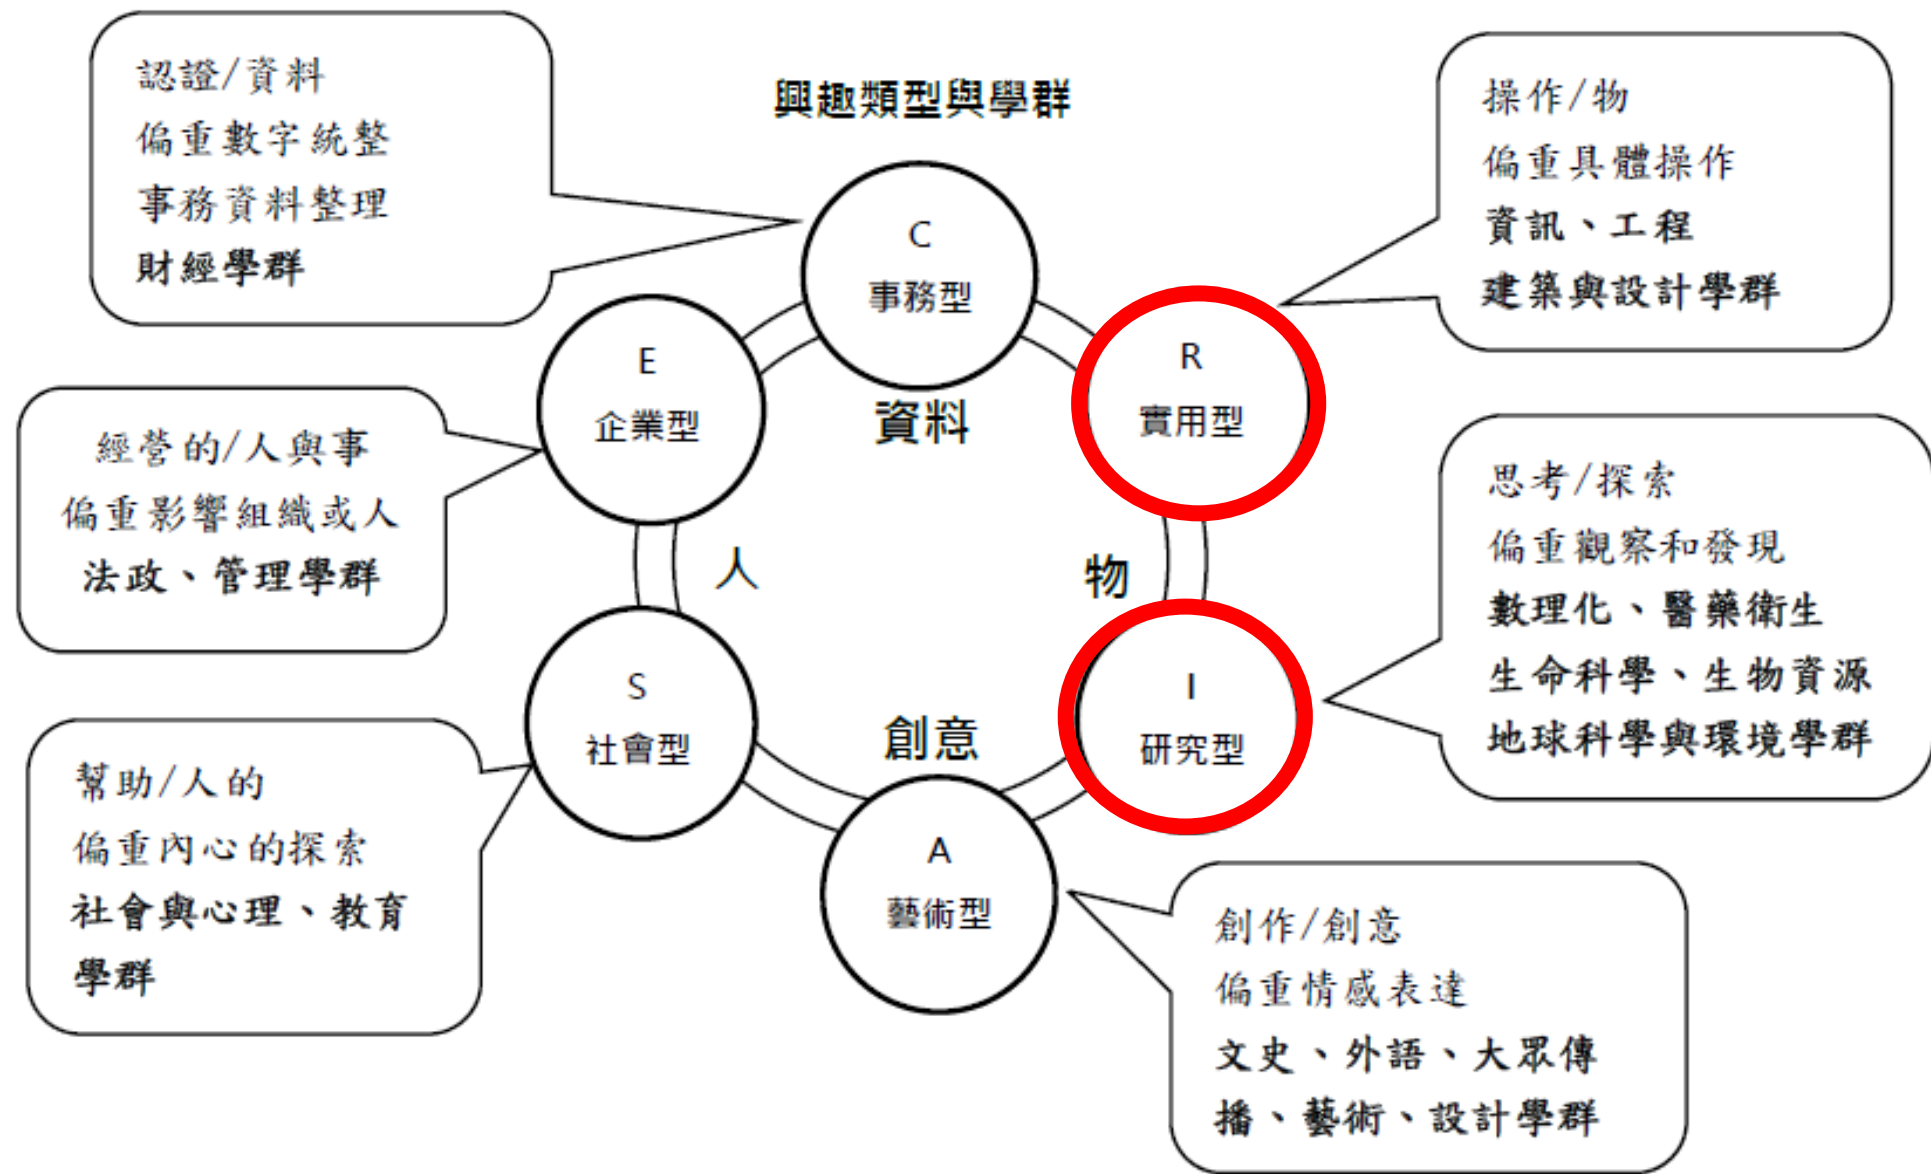 興趣類型與學群
認證/資料
偏重數字統整
事務資料整理
財經學群
操作/物
偏重具體操作
資訊、工程
建築與設計學群
C
事務型
E
企業型
R
實用型
資料
經營的/人與事
偏重影響組織或人
法政、管理學群
思考/探索
偏重觀察和發現
數理化、醫藥衛生
生命科學、生物資源
地球科學與環境學群
人
物
S
社會型
創意
I
研究型
幫助/人的
偏重內心的探索
社會與心理、教育
學群
A
藝術型
創作/創意
偏重情感表達
文史、外語、大眾傳
播、藝術、設計學群